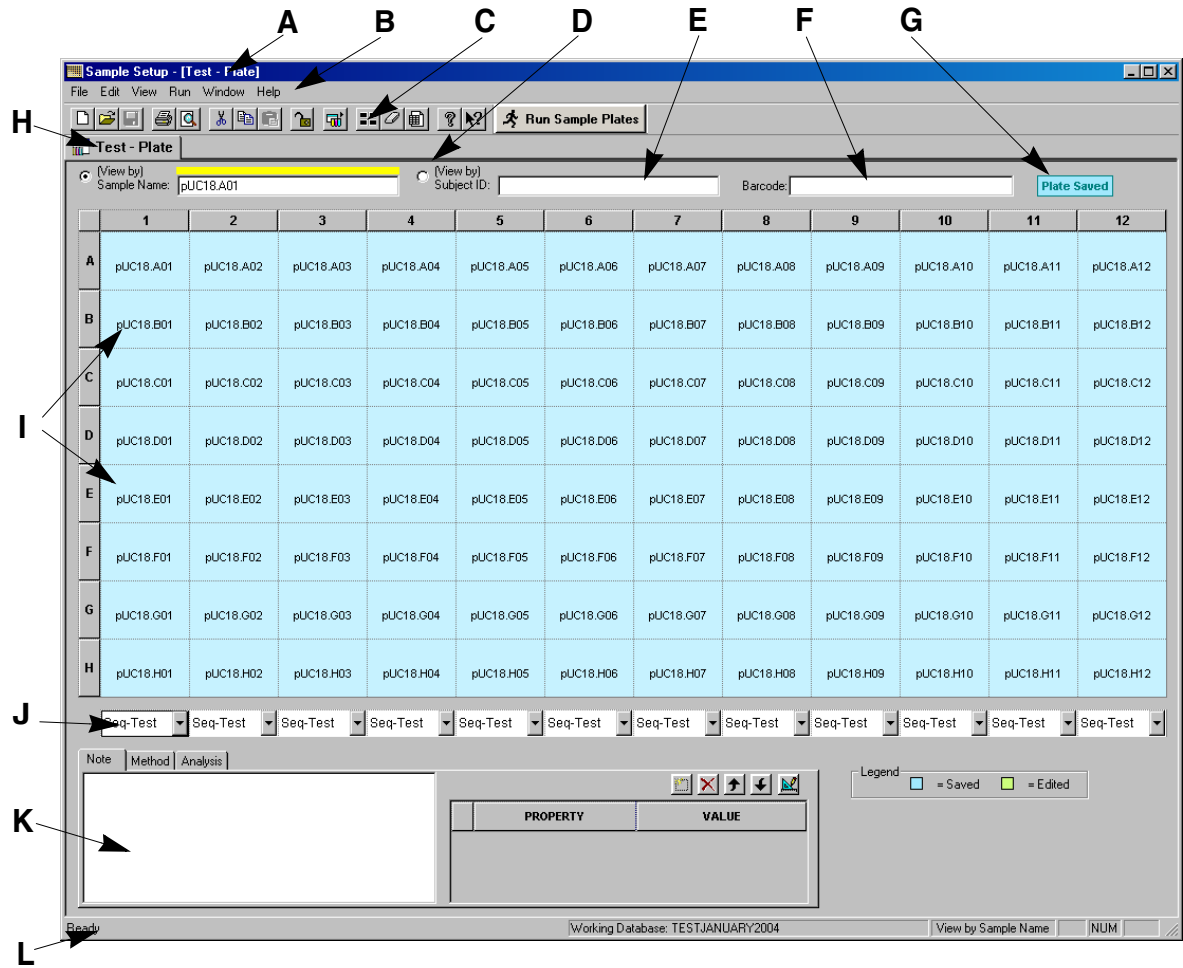 A B C D E F G
Sample Setup - [Test - Plate]
File Edit View Run Window Help
Run Sample Plates
H
Test - Plate
(View by)
Sample Name: pUC18.A01
(View by)
Subject ID:
Barcode:
Plate Saved
1 2 3 4 5 6 7 8 9 10 11 12
A pUC18.A01 pUC18.A02 pUC18.A03 pUC18.A04 pUC18.A05 pUC18.A06 pUC18.A07 pUC18.A08 pUC18.A09 pUC18.A10 pUC18.A11 pUC18.A12
B pUC18.B01 pUC18.B02 pUC18.B03 pUC18.B04 pUC18.B05 pUC18.B06 pUC18.B07 pUC18.B08 pUC18.B09 pUC18.B10 pUC18.B11 pUC18.B12
C pUC18.C01 pUC18.C02 pUC18.C03 pUC18.C04 pUC18.C05 pUC18.C06 pUC18.C07 pUC18.C08 pUC18.C09 pUC18.C10 pUC18.C11 pUC18.C12
I
D pUC18.D01 pUC18.D02 pUC18.D03 pUC18.D04 pUC18.D05 pUC18.D06 pUC18.D07 pUC18.D08 pUC18.D09 pUC18.D10 pUC18.D11 pUC18.D12
E pUC18.E01 pUC18.E02 pUC18.E03 pUC18.E04 pUC18.E05 pUC18.E06 pUC18.E07 pUC18.E08 pUC18.E09 pUC18.E10 pUC18.E11 pUC18.E12
F pUC18.F01 pUC18.F02 pUC18.F03 pUC18.F04 pUC18.F05 pUC18.F06 pUC18.F07 pUC18.F08 pUC18.F09 pUC18.F10 pUC18.F11 pUC18.F12
G pUC18.G01 pUC18.G02 pUC18.G03 pUC18.G04 pUC18.G05 pUC18.G06 pUC18.G07 pUC18.G08 pUC18.G09 pUC18.G10 pUC18.G11 pUC18.G12
H pUC18.H01 pUC18.H02 pUC18.H03 pUC18.H04 pUC18.H05 pUC18.H06 pUC18.H07 pUC18.H08 pUC18.H09 pUC18.H10 pUC18.H11 pUC18.H12
J
Seq-Test Seq-Test Seq-Test Seq-Test Seq-Test Seq-Test Seq-Test Seq-Test Seq-Test Seq-Test Seq-Test Seq-Test
Note Method Analysis
Legend
= Saved = Edited
K
PROPERTY VALUE
Ready Working Database: TESTJANUARY2004 View by Sample Name NUM
L